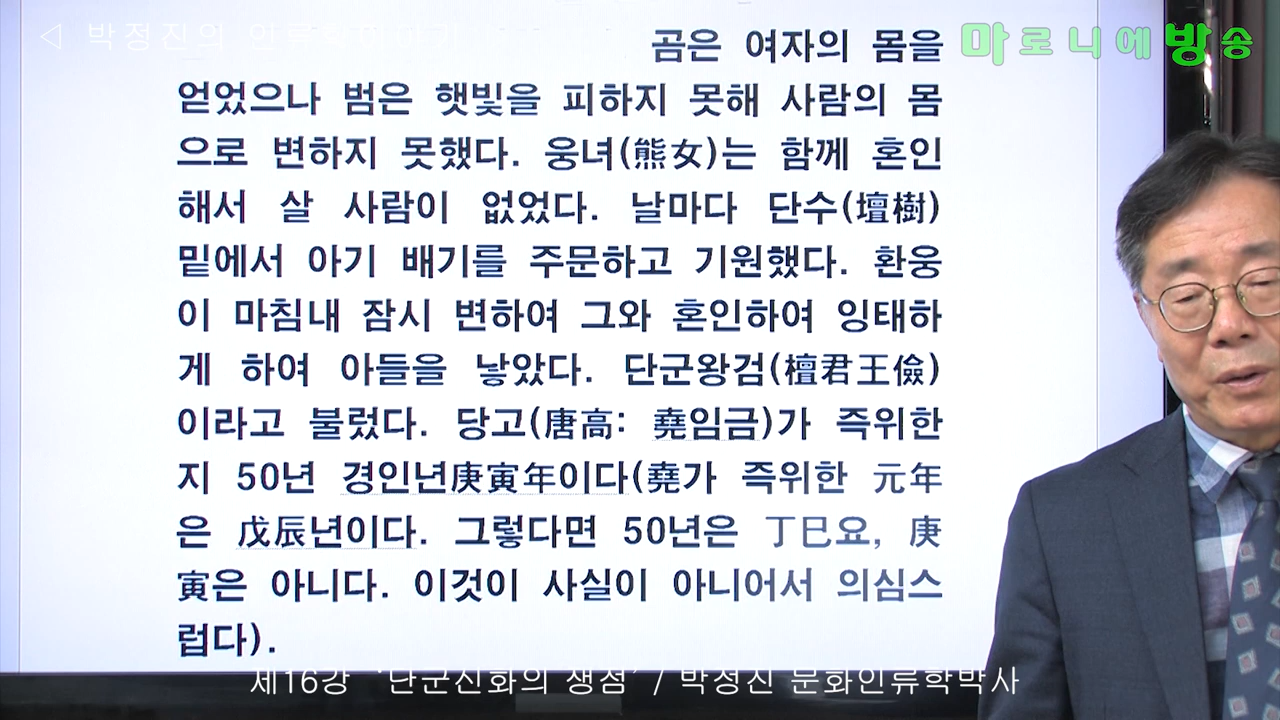 ◁ 박정진의 인류학 이야기
마로니에방송
곰은 여자의 몸을
얻었으나 범은 햇빛을 피하지 못해 사람의 몸
으로 변하지 못했다. 웅녀(熊女)는 함께 혼인
해서 살 사람이 없었다. 날마다 단수(壇樹)
밑에서 아기 배기를 주문하고 기원했다. 환웅
이 마침내 잠시 변하여 그와 혼인하여 잉태하
게 하여 아들을 낳았다. 단군왕검(檀君王儉)
이라고 불렀다. 당고(唐高: 堯임금)가 즉위한
지 50년 경인년庚寅年이다(堯가 즉위한 元年
은 戊辰년이다. 그렇다면 50년은 丁巳요, 庚
寅은 아니다. 이것이 사실이 아니어서 의심스
럽다).
제16강 '단군신화의 쟁점' / 박정진 문화인류학박사